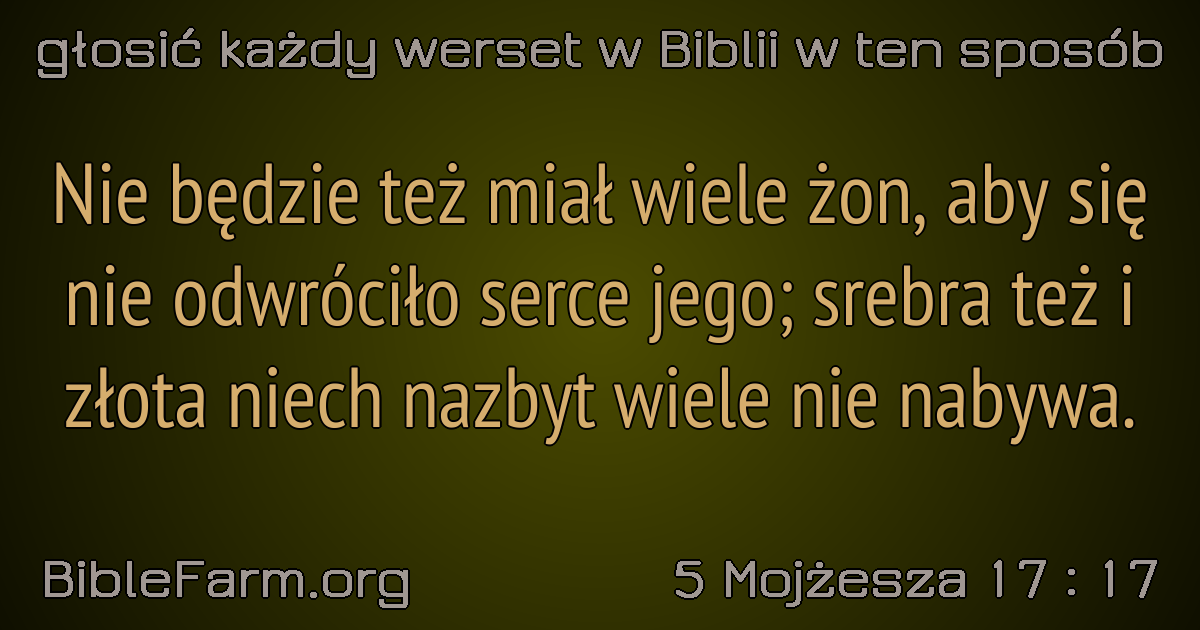 głosić każdy werset w Biblii w ten sposób
Nie będzie też miał wiele żon, aby się
nie odwróciło serce jego; srebra też i
złota niech nazbyt wiele nie nabywa.
BibleFarm.org
5 Mojżesza 17 : 17